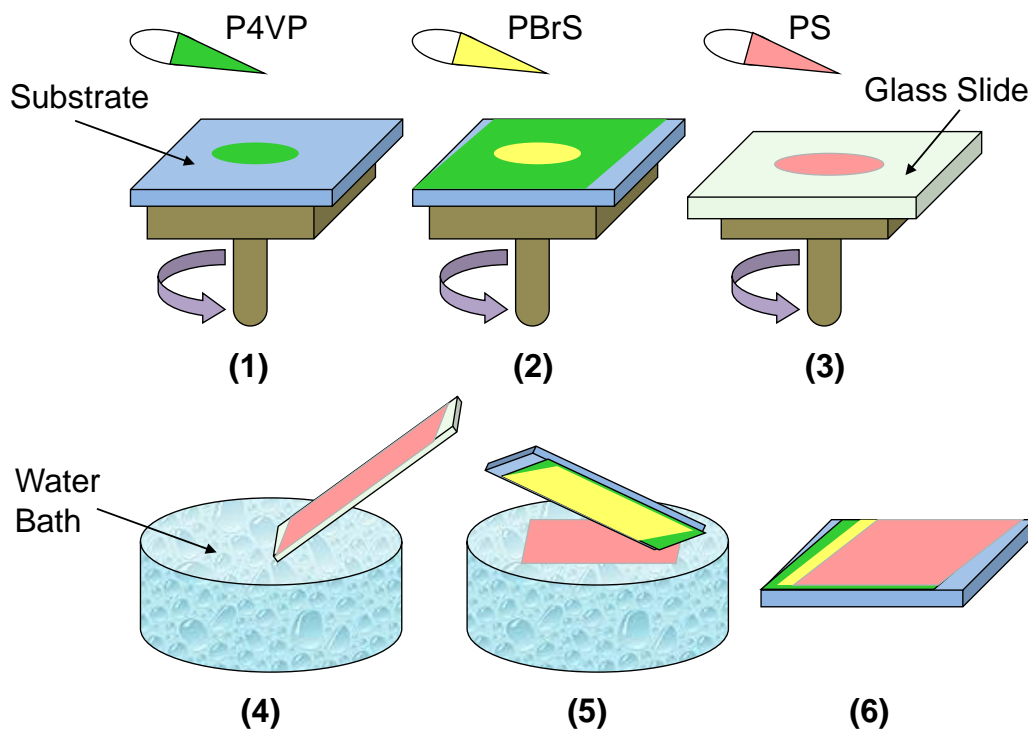 P4VP
PBrS
PS
Substrate
Glass Slide
(1)
(2)
(3)
Water
Bath
(4)
(5)
(6)